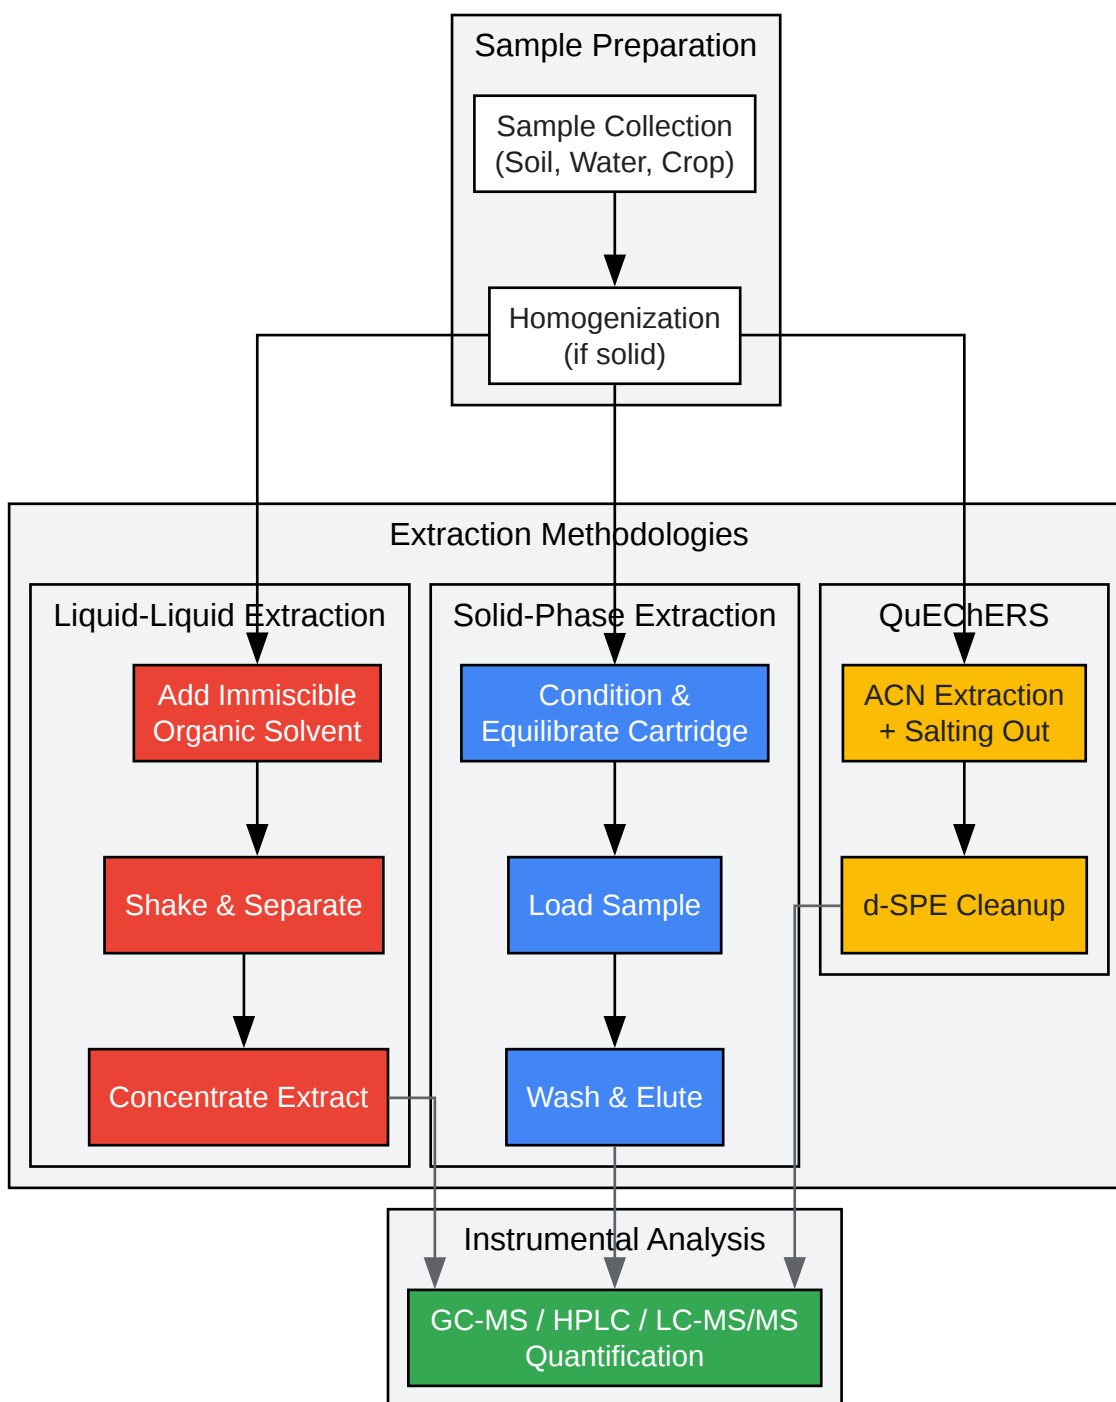 Sample Preparation
Sample Collection
(Soil, Water, Crop)
Homogenization
(if solid)
Extraction Methodologies
Liquid-Liquid Extraction
Add Immiscible
Organic Solvent
Shake & Separate
Concentrate Extract
Solid-Phase Extraction
Condition &
Equilibrate Cartridge
Load Sample
Wash & Elute
QuEChERS
ACN Extraction
+ Salting Out
d-SPE Cleanup
Instrumental Analysis
GC-MS / HPLC / LC-MS/MS
Quantification